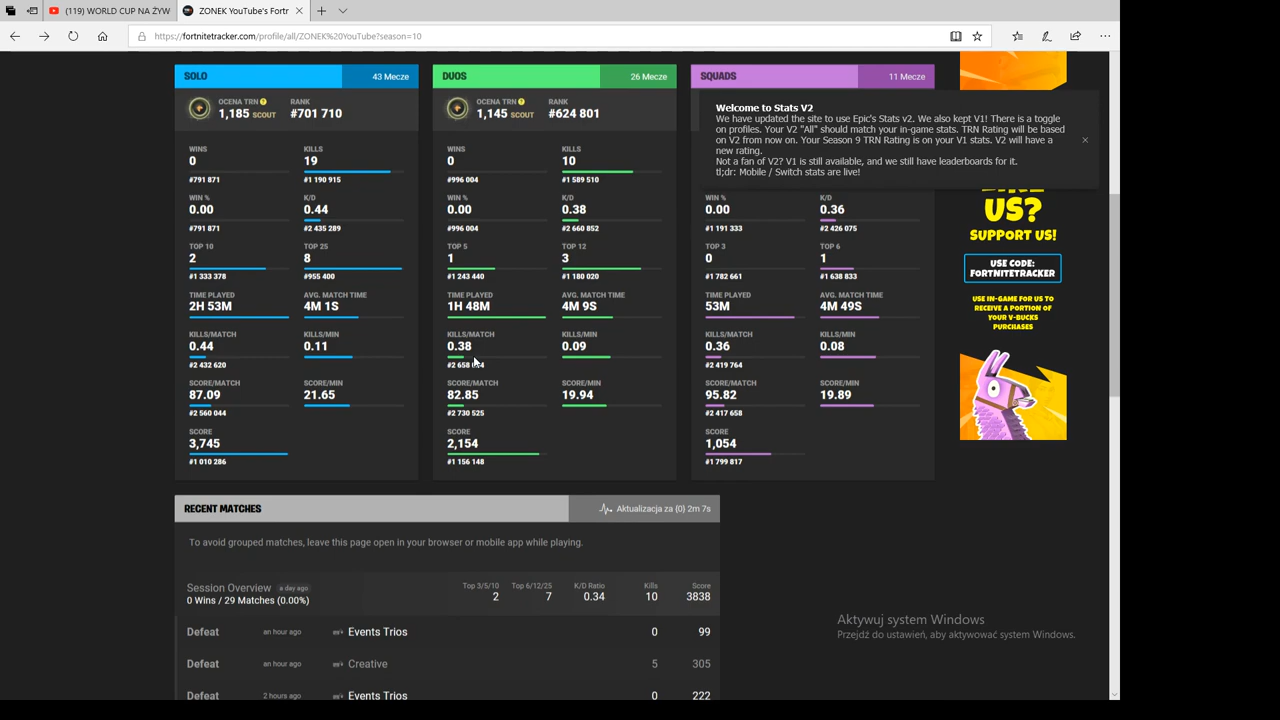 (119) WORLD CUP NA ŻYW
ZONEK YouTube's Fortr
https://fortnitetracker.com/profile/all/ZONEK%20YouTube?season=10
SOLO 43 Mecze
OCENA TRN ? RANK
1,185 SCOUT #701 710
WINS KILLS
0 19
#791 871 #1 190 915
WIN % K/D
0.00 0.44
#791 871 #2 435 289
TOP 10 TOP 25
2 8
#1 333 378 #955 400
TIME PLAYED AVG. MATCH TIME
2H 53M 4M 1S
KILLS/MATCH KILLS/MIN
0.44 0.11
#2 432 620
SCORE/MATCH SCORE/MIN
87.09 21.65
#2 560 044
SCORE
3,745
#1 010 286
DUOS 26 Mecze
OCENA TRN ? RANK
1,145 SCOUT #624 801
WINS KILLS
0 10
#996 004 #1 589 510
WIN % K/D
0.00 0.38
#996 004 #2 660 852
TOP 5 TOP 12
1 3
#1 243 440 #1 180 020
TIME PLAYED AVG. MATCH TIME
1H 48M 4M 9S
KILLS/MATCH KILLS/MIN
0.38 0.09
#2 658
SCORE/MATCH SCORE/MIN
82.85 19.94
#2 730 525
SCORE
2,154
#1 156 148
SQUADS 11 Mecze
Welcome to Stats V2
We have updated the site to use Epic's Stats v2. We also kept V1! There is a toggle
on profiles. Your V2 "All" should match your in-game stats. TRN Rating will be based
on V2 from now on. Your Season 9 TRN Rating is on your V1 stats. V2 will have a
new rating.
Not a fan of V2? V1 is still available, and we still have leaderboards for it.
tl;dr: Mobile / Switch stats are live!
WIN % K/D
0.00 0.36
#1 191 333 #2 426 075
TOP 3 TOP 6
0 1
#1 782 661 #1 638 833
TIME PLAYED AVG. MATCH TIME
53M 4M 49S
KILLS/MATCH KILLS/MIN
0.36 0.08
#2 419 764
SCORE/MATCH SCORE/MIN
95.82 19.89
#2 417 658
SCORE
1,054
#1 799 817
US?
SUPPORT US!
USE CODE:
FORTNITETRACKER
USE IN-GAME FOR US TO
RECEIVE A PORTION OF
YOUR V-BUCKS
PURCHASES
RECENT MATCHES Aktualizacja za (0) 2m 7s
To avoid grouped matches, leave this page open in your browser or mobile app while playing.
Session Overview a day ago Top 3/5/10 Top 6/12/25 K/D Ratio Kills Score
0 Wins / 29 Matches (0.00%) 2 7 0.34 10 3838
Defeat an hour ago Events Trios 0 99
Defeat an hour ago Creative 5 305
Defeat 2 hours ago Events Trios 0 222
Aktywuj system Windows
Przejdź do ustawień, aby aktywować system Windows.